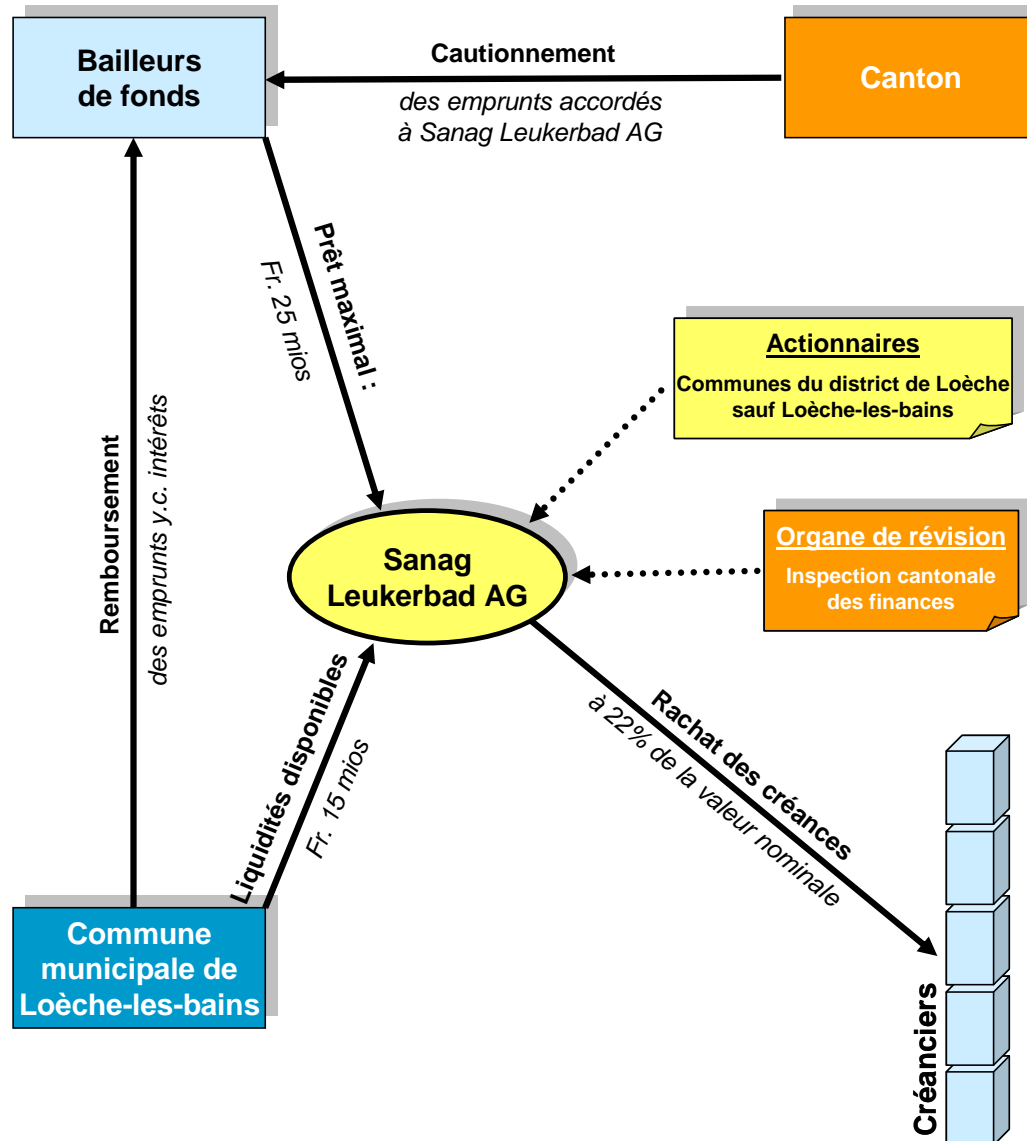 Bailleurs
de fonds
Cautionnement
des emprunts accordés
à Sanag Leukerbad AG
Canton
Prêt maximal :
Fr. 25 mios
Remboursement
des emprunts y.c. intérêts
Actionnaires
Communes du district de Loèche
sauf Loèche-les-bains
Sanag
Leukerbad AG
Organe de révision
Inspection cantonale
des finances
Liquidités disponibles
Fr. 15 mios
Rachat des créances
à 22% de la valeur nominale
Commune
municipale de
Loèche-les-bains
Créanciers